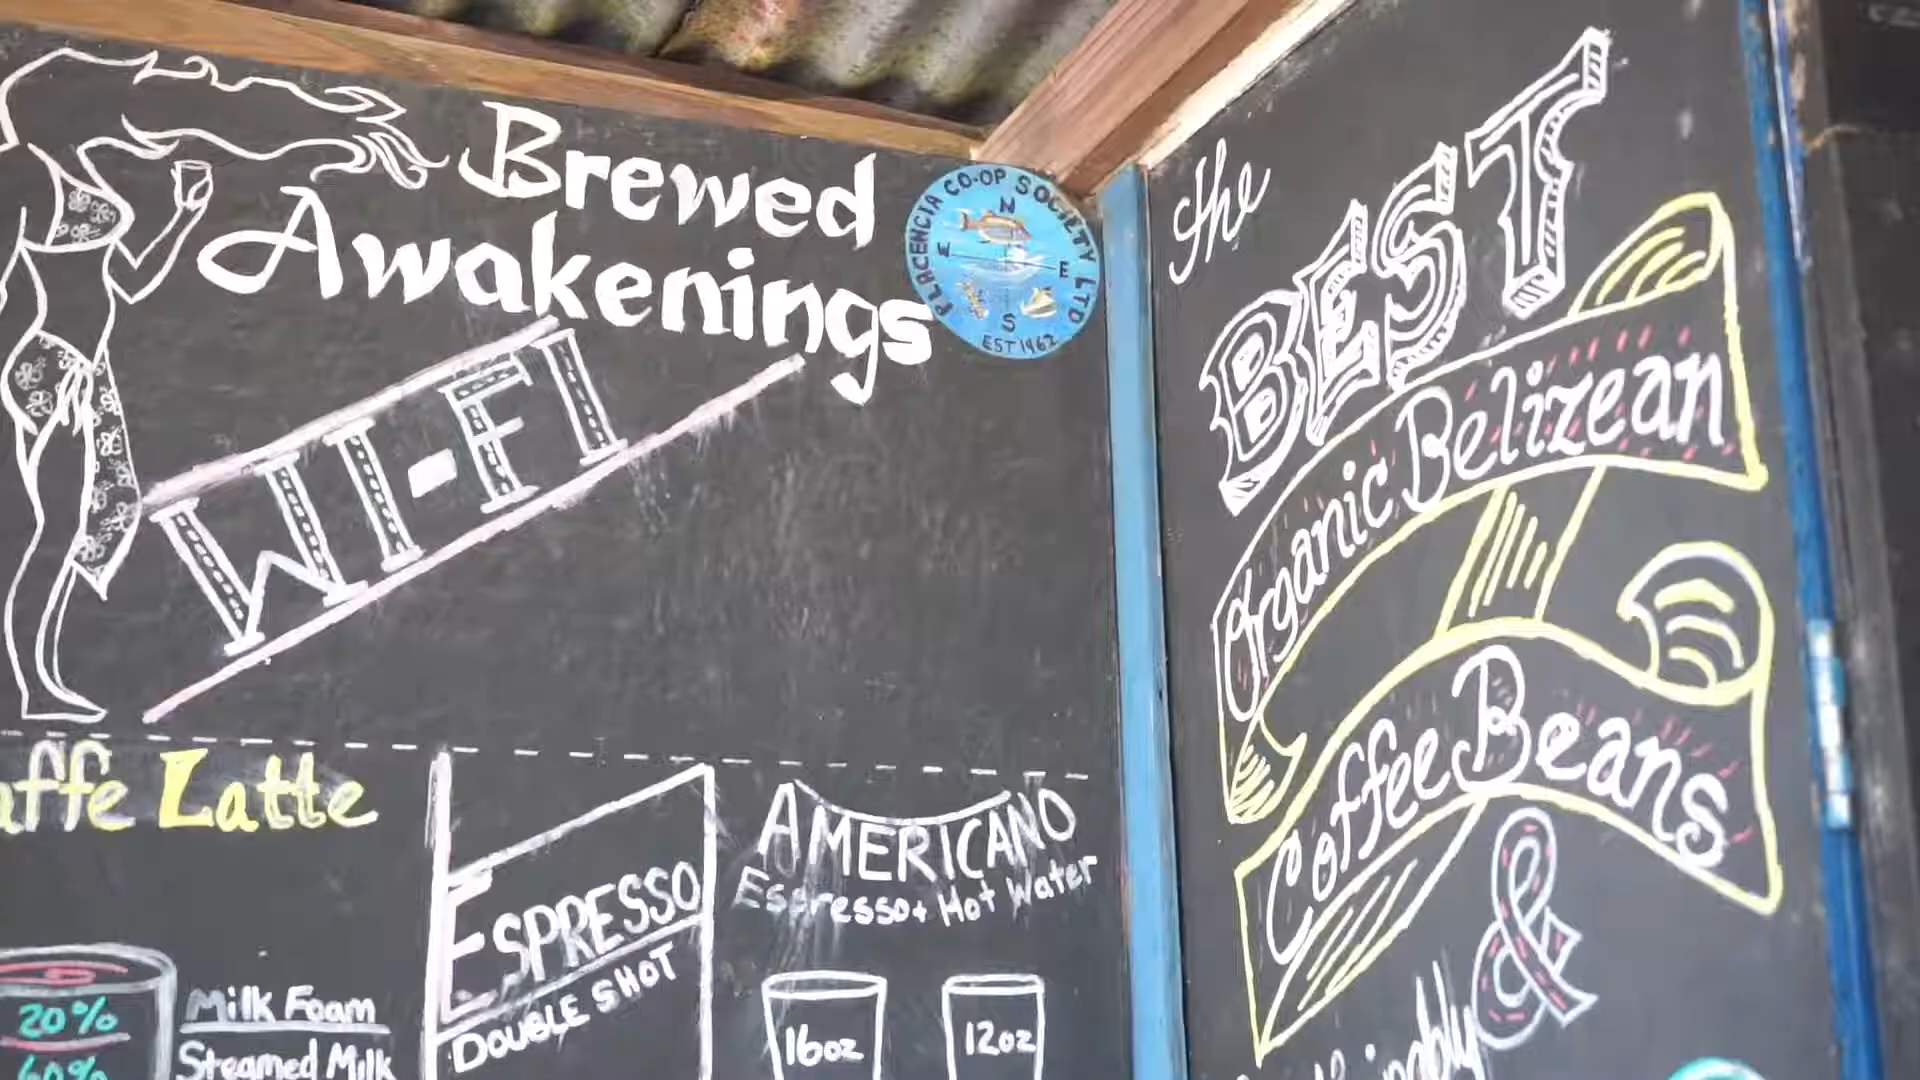 Brewed
Awakenings
WI-FI
PLACENCIA CO-OP SOCIETY LTD
N
E
E
S
EST 1962
Latte
20%
60%
Milk Foam
Steamed Milk
ESPRESSO
DOUBLE SHOT
AMERICANO
Espresso + Hot Water
16oz
12oz
the
BEST
Organic Belizean
Coffee Beans
&